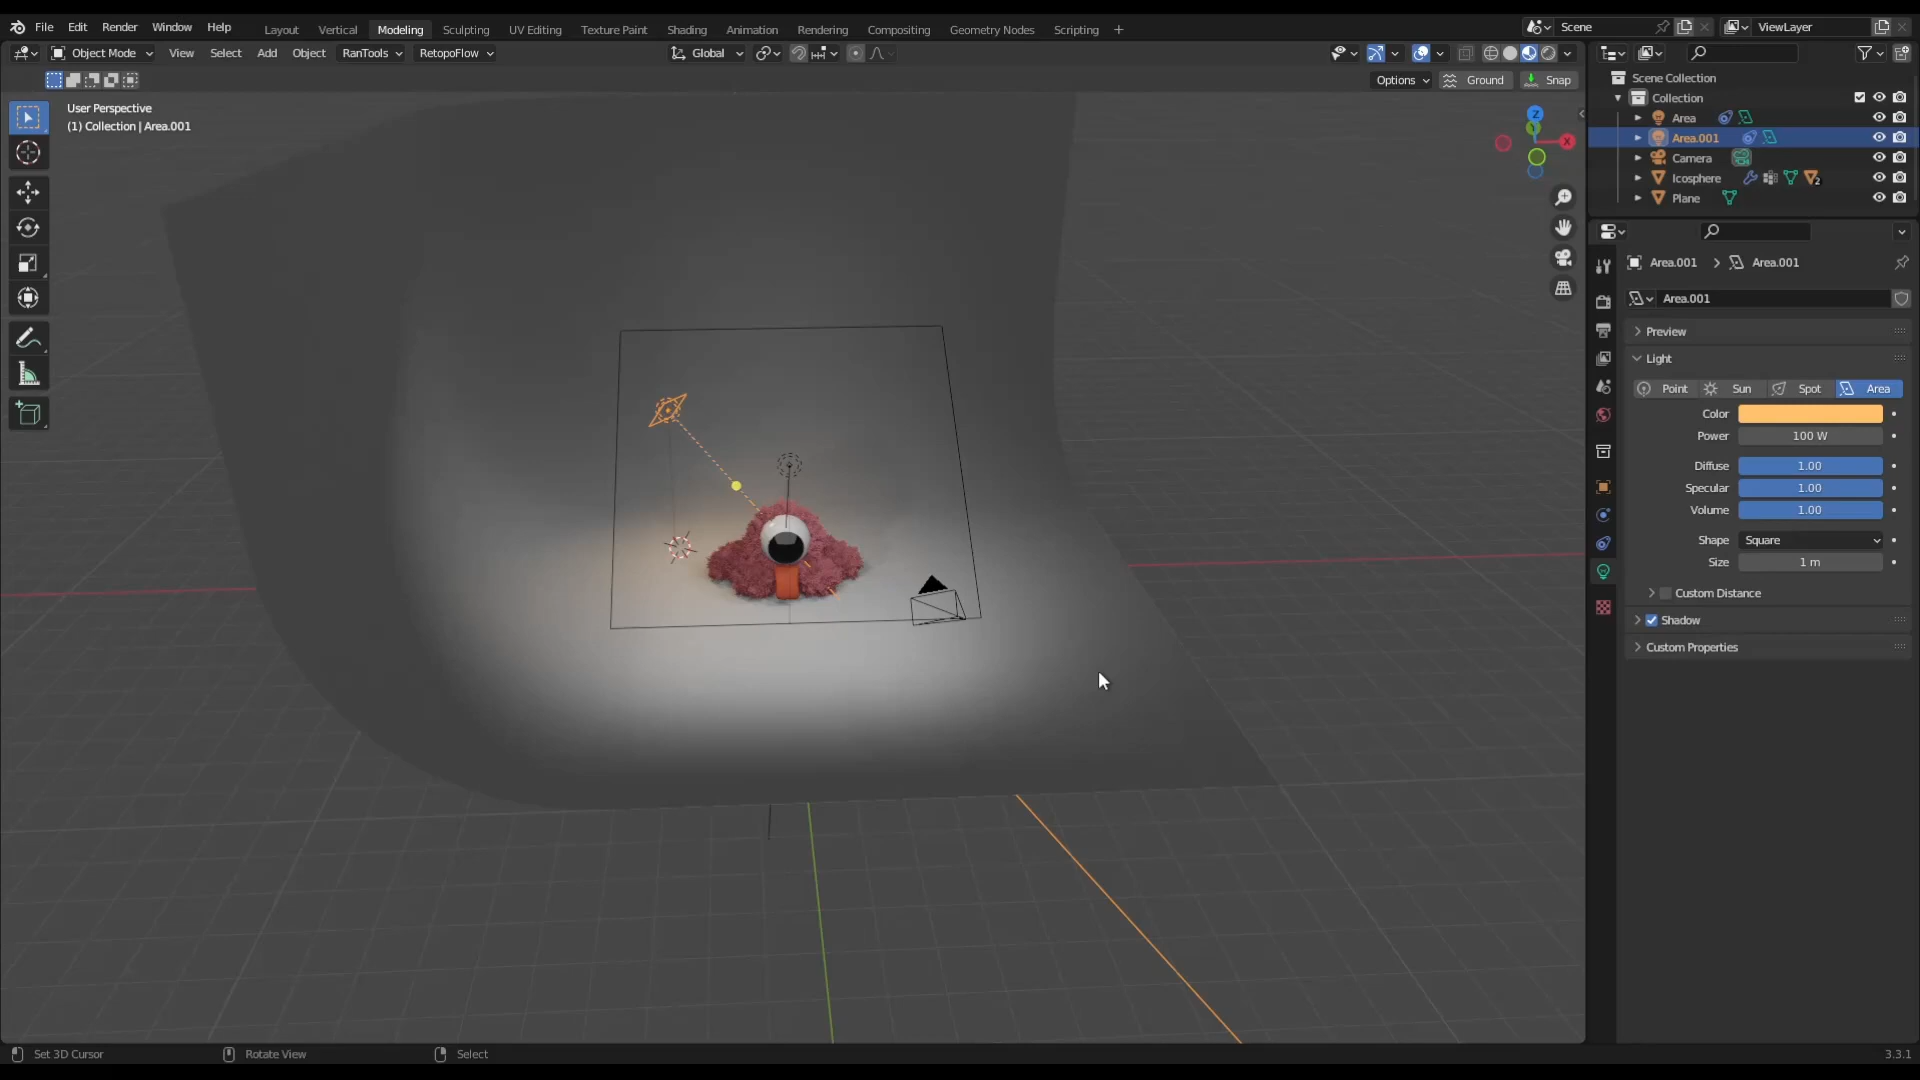 File Edit Render Window Help Layout Vertical Modeling Sculpting UV Editing Texture Paint Shading Animation Rendering Compositing Geometry Nodes Scripting + Scene ViewLayer
Object Mode View Select Add Object RanTools RetopoFlow Global
Options Ground Snap
User Perspective
(1) Collection | Area.001
Z
X
Scene Collection
Collection
Area
Area.001
Camera
Icosphere 2
Plane
Area.001 > Area.001
Area.001
Preview
Light
Point Sun Spot Area
Color
Power 100 W
Diffuse 1.00
Specular 1.00
Volume 1.00
Shape Square
Size 1 m
Custom Distance
Shadow
Custom Properties
Set 3D Cursor Rotate View Select 3.3.1